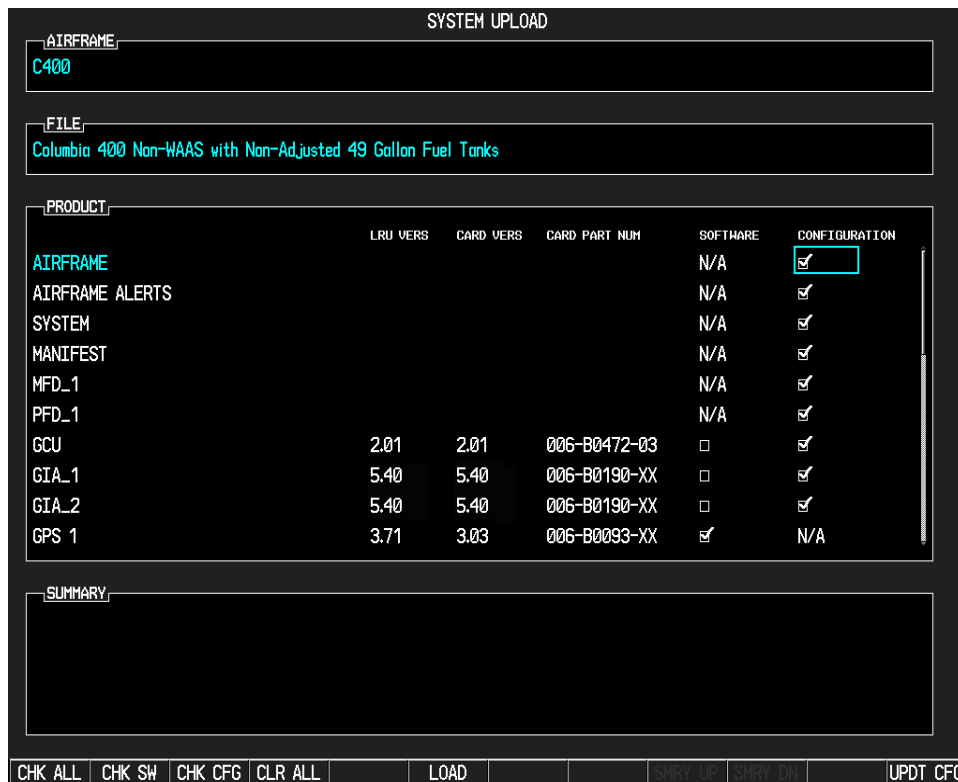 SYSTEM UPLOAD
AIRFRAME
C400
FILE
Columbia 400 Non-WAAS with Non-Adjusted 49 Gallon Fuel Tanks
PRODUCT
LRU VERS CARD VERS CARD PART NUM SOFTWARE CONFIGURATION
AIRFRAME N/A
AIRFRAME ALERTS N/A
SYSTEM N/A
MANIFEST N/A
MFD_1 N/A
PFD_1 N/A
GCU 2.01 2.01 006-B0472-03
GIA_1 5.40 5.40 006-B0190-XX
GIA_2 5.40 5.40 006-B0190-XX
GPS 1 3.71 3.03 006-B0093-XX N/A
SUMMARY
CHK ALL CHK SW CHK CFG CLR ALL LOAD SMRY UP SMRY DN UPDT CFG